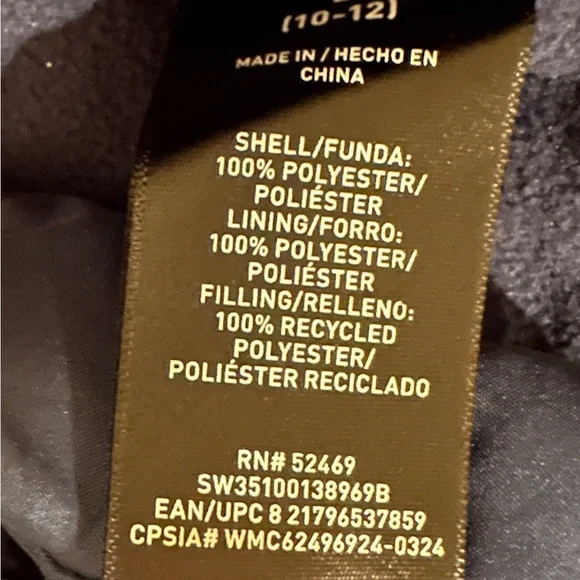 (10-12)
MADE IN / HECHO EN
CHINA
SHELL/FUNDA:
100% POLYESTER/
POLIÉSTER
LINING/FORRO:
100% POLYESTER/
POLIÉSTER
FILLING/RELLENO:
100% RECYCLED
POLYESTER/
POLIÉSTER RECICLADO
RN# 52469
SW35100138969B
EAN/UPC 8 21796537859
CPSIA# WMC62496924-0324